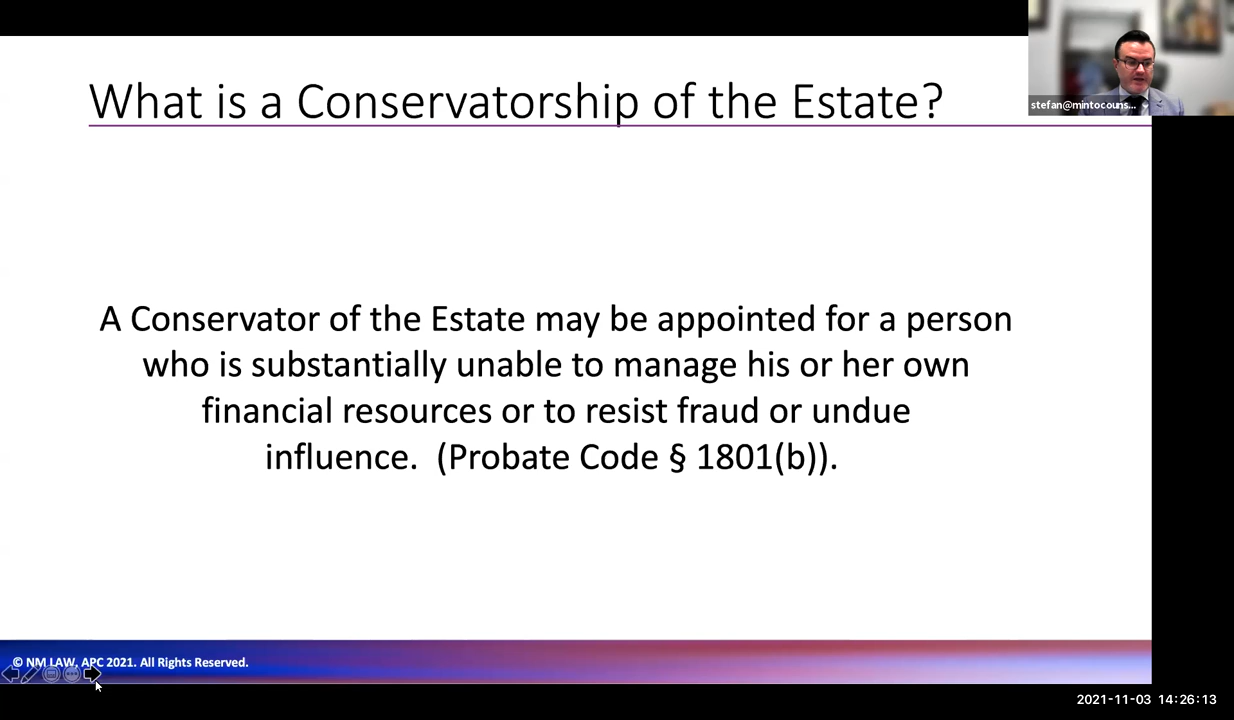 What is a Conservatorship of the Estate?
stefan@mintocouns...
A Conservator of the Estate may be appointed for a person
who is substantially unable to manage his or her own
financial resources or to resist fraud or undue
influence.  (Probate Code § 1801(b)).
© NM LAW, APC 2021. All Rights Reserved.
2021-11-03 14:26:13